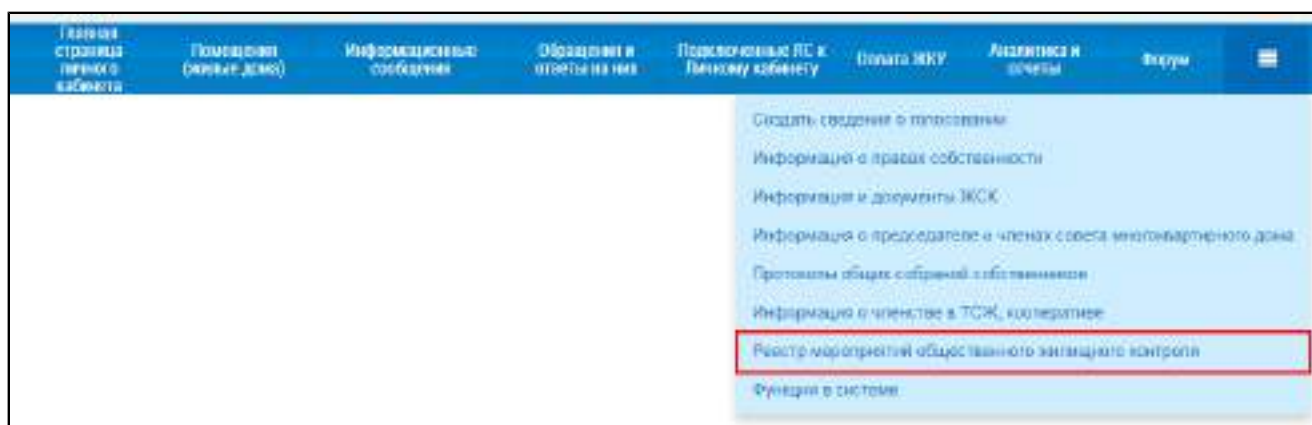 Главная
страница
личного
кабинета
Помещения
(жилые дома)
Информационные
сообщения
Обращения и
ответы на них
Подключенные ЛС к
Личному кабинету
Оплата ЖКУ
Аналитика и
отчеты
Форум
Создать сведения о голосовании
Информация о правах собственности
Информация и документы ЖСК
Информация о председателе и членах совета многоквартирного дома
Протоколы общих собраний собственников
Информация о членстве в ТСЖ, кооперативе
Реестр мероприятий общественного жилищного контроля
Функции в системе